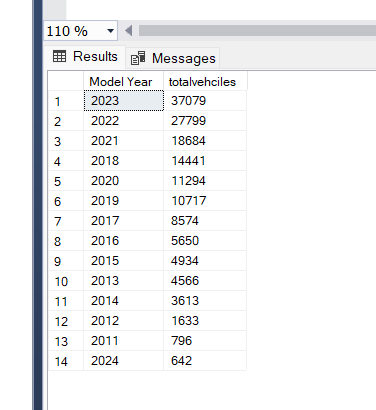 110 %
Results Messages
Model Year totalvehciles
1 2023 37079
2 2022 27799
3 2021 18684
4 2018 14441
5 2020 11294
6 2019 10717
7 2017 8574
8 2016 5650
9 2015 4934
10 2013 4566
11 2014 3613
12 2012 1633
13 2011 796
14 2024 642